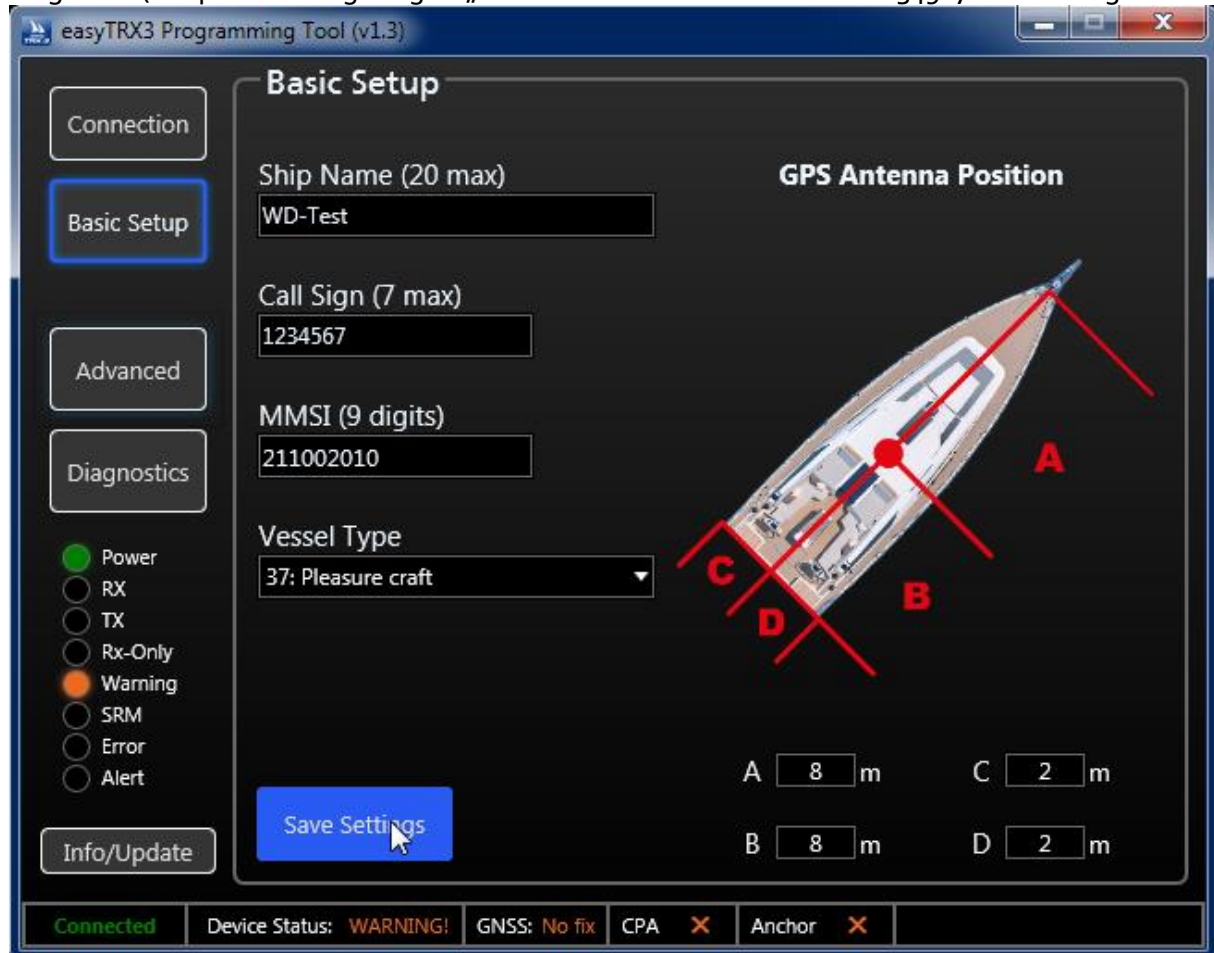 easyTRX3 Programming Tool (v1.3)
Basic Setup
Connection
Basic Setup
Advanced
Diagnostics
Power
RX
TX
Rx-Only
Warning
SRM
Error
Alert
Info/Update
Ship Name (20 max)
WD-Test
Call Sign (7 max)
1234567
MMSI (9 digits)
211002010
Vessel Type
37: Pleasure craft
Save Settings
GPS Antenna Position
A
B
C
D
A 8 m C 2 m
B 8 m D 2 m
Connected Device Status: WARNING! GNSS: No fix CPA Anchor